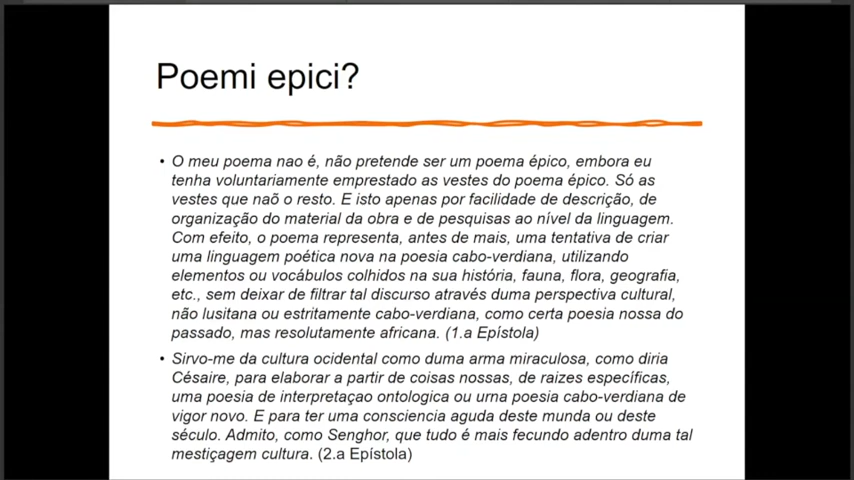 Poemi epici?
• O meu poema nao é, não pretende ser um poema épico, embora eu
tenha voluntariamente emprestado as vestes do poema épico. Só as
vestes que naõ o resto. E isto apenas por facilidade de descrição, de
organização do material da obra e de pesquisas ao nível da linguagem.
Com efeito, o poema representa, antes de mais, uma tentativa de criar
uma linguagem poética nova na poesia cabo-verdiana, utilizando
elementos ou vocábulos colhidos na sua história, fauna, flora, geografia,
etc., sem deixar de filtrar tal discurso através duma perspectiva cultural,
não lusitana ou estritamente cabo-verdiana, como certa poesia nossa do
passado, mas resolutamente africana. (1.a Epístola)
• Sirvo-me da cultura ocidental como duma arma miraculosa, como diria
Césaire, para elaborar a partir de coisas nossas, de raizes específicas,
uma poesia de interpretaçao ontologica ou urna poesia cabo-verdiana de
vigor novo. E para ter uma consciencia aguda deste munda ou deste
século. Admito, como Senghor, que tudo é mais fecundo adentro duma tal
mestiçagem cultura. (2.a Epístola)